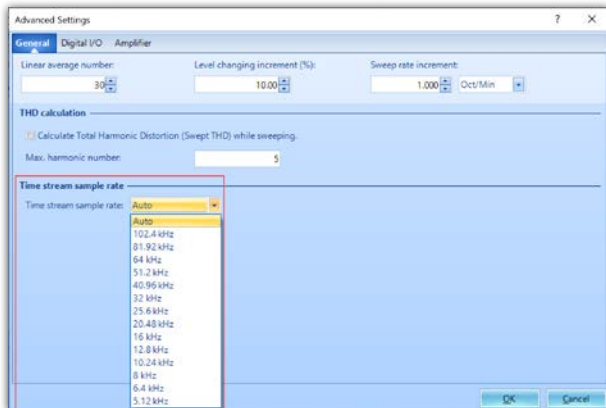 Advanced Settings ? X
General Digital I/O Amplifier
Linear average number: Level changing increment (%): Sweep rate increment:
30 10.00 1.000 Oct/Min
THD calculation
Calculate Total Harmonic Distortion (Swept THD) while sweeping.
Max. harmonic number: 5
Time stream sample rate
Time stream sample rate: Auto
Auto
102.4 kHz
81.92 kHz
64 kHz
51.2 kHz
40.96 kHz
32 kHz
25.6 kHz
20.48 kHz
16 kHz
12.8 kHz
10.24 kHz
8 kHz
6.4 kHz
5.12 kHz
OK Cancel